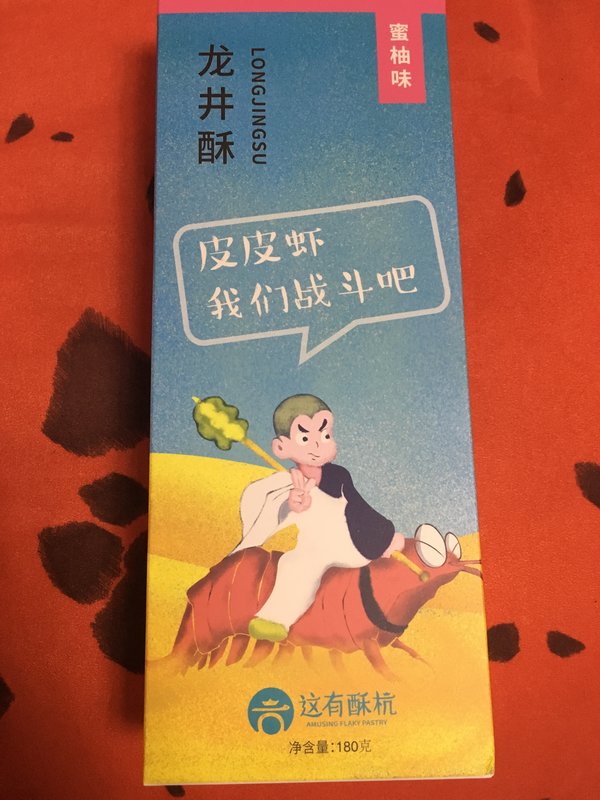 蜜柚味
龙井酥
LONGJINGSU
皮皮虾
我们战斗吧
这有酥杭
AMUSING FLAKY PASTRY
净含量:180克